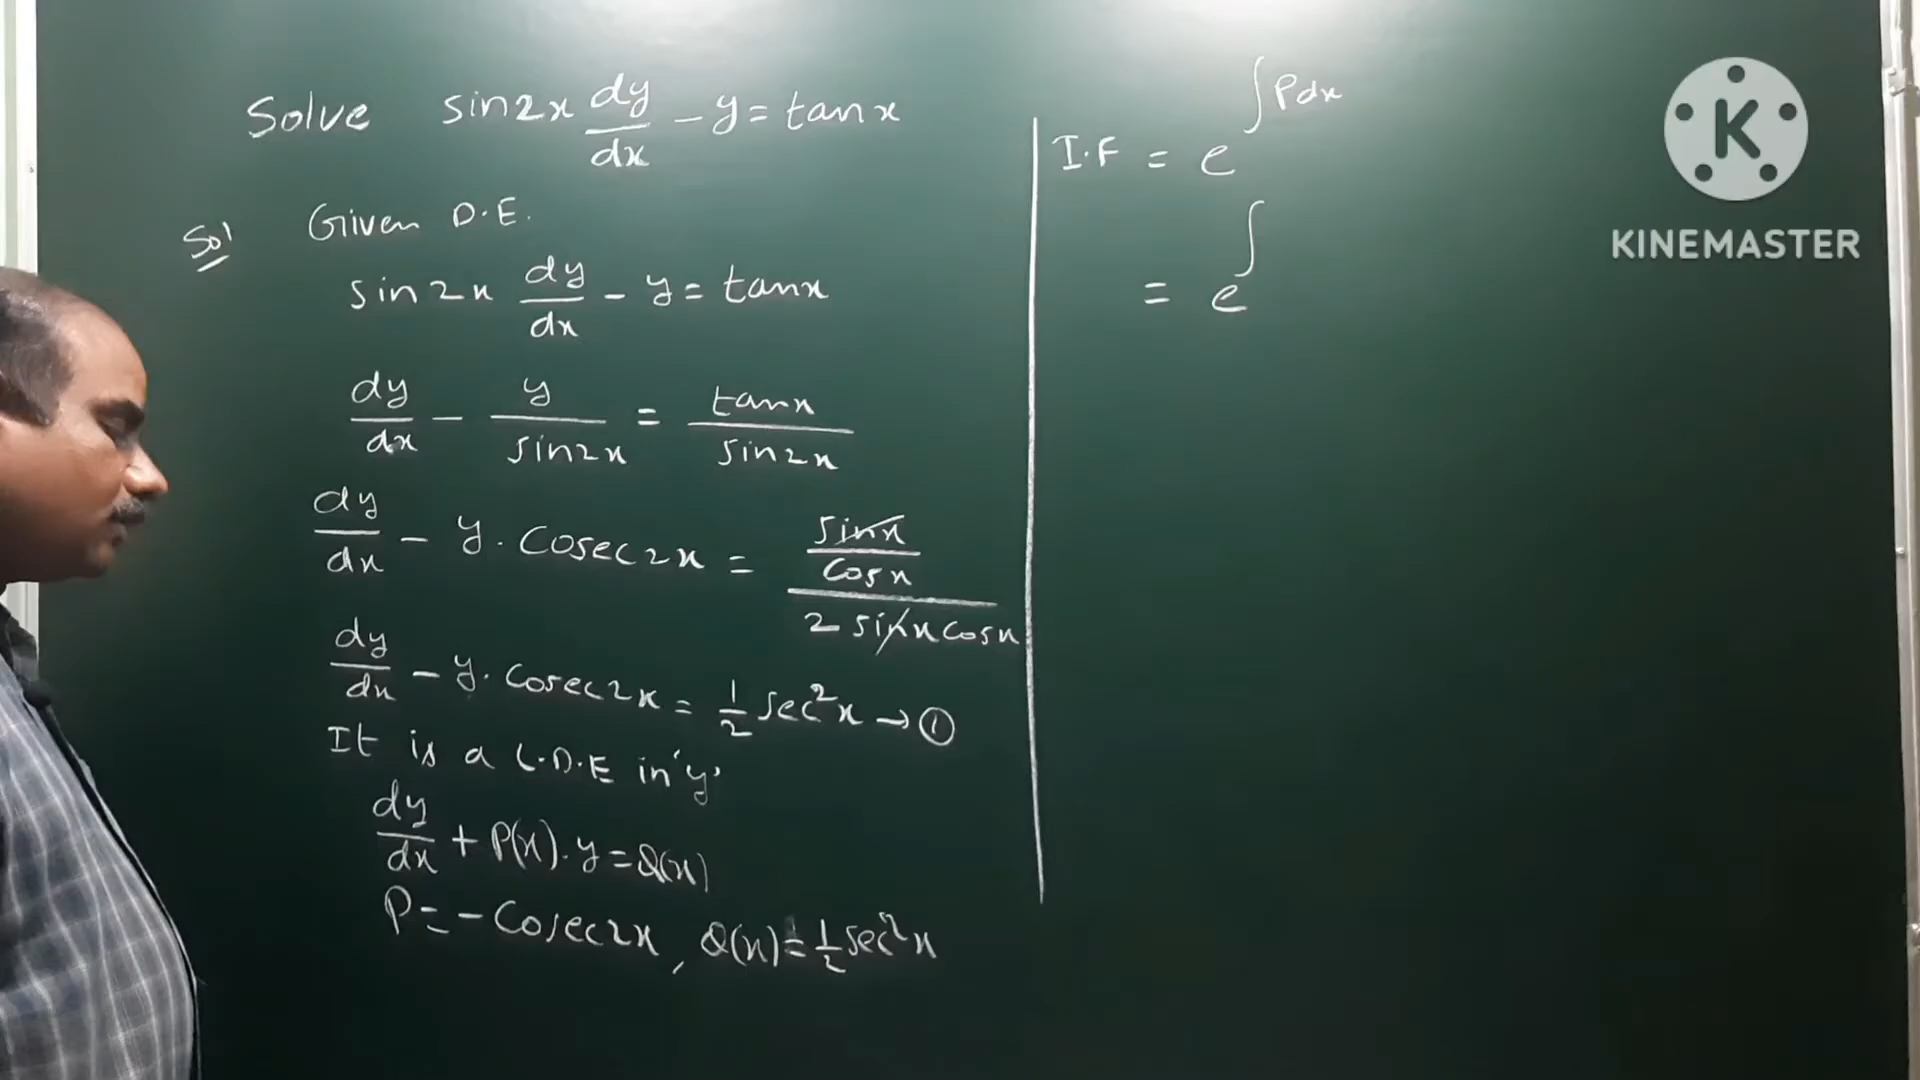 Solve sin2x dy/dx - y = tanx
Sol Given D.E.
sin2x dy/dx - y = tanx
dy/dx - y/sin2x = tanx/sin2x
dy/dx - y. Cosec2x = (sinx/cosx)/(2 sinx cosx)
dy/dx - y. Cosec2x = 1/2 sec²x → ①
It is a L.D.E in 'y'
dy/dx + P(x). y = Q(x)
P = - Cosec2x, Q(x) = 1/2 sec²x
I.F = e^∫Pdx
= e^∫
K
KINEMASTER